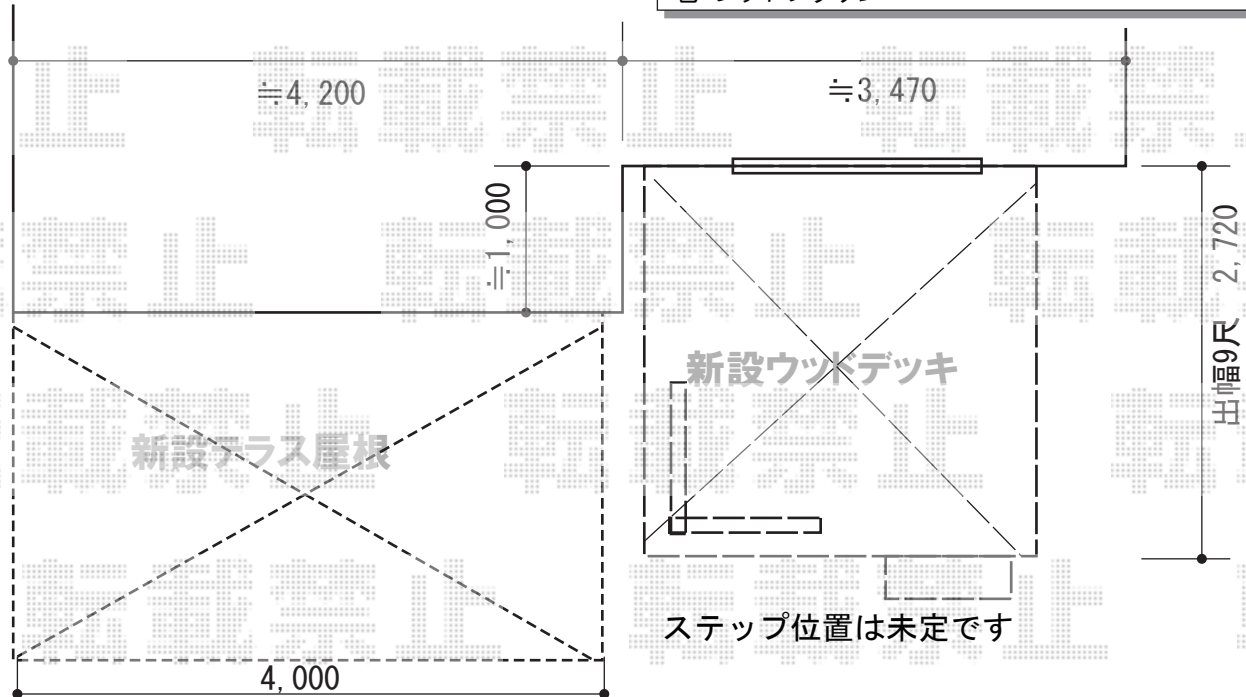 ≒4,200
≒3,470
≒1,000
出幅9尺 2,720
新設ウッドデッキ
新設テラス屋根
ステップ位置は未定です
4,000
転載禁止